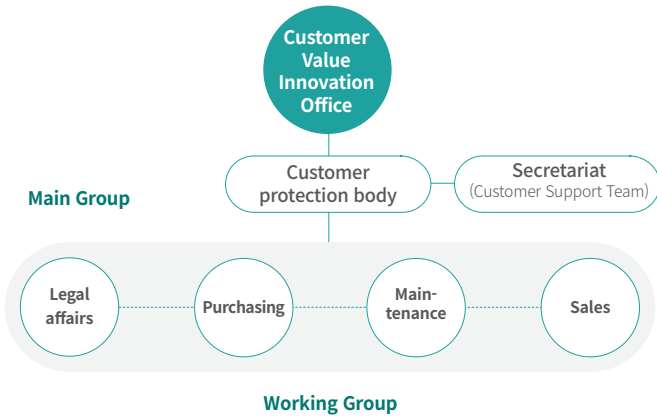 Customer
Value
Innovation
Office
Customer
protection body
Secretariat
(Customer Support Team)
Main Group
Legal
affairs
Purchasing
Main-
tenance
Sales
Working Group